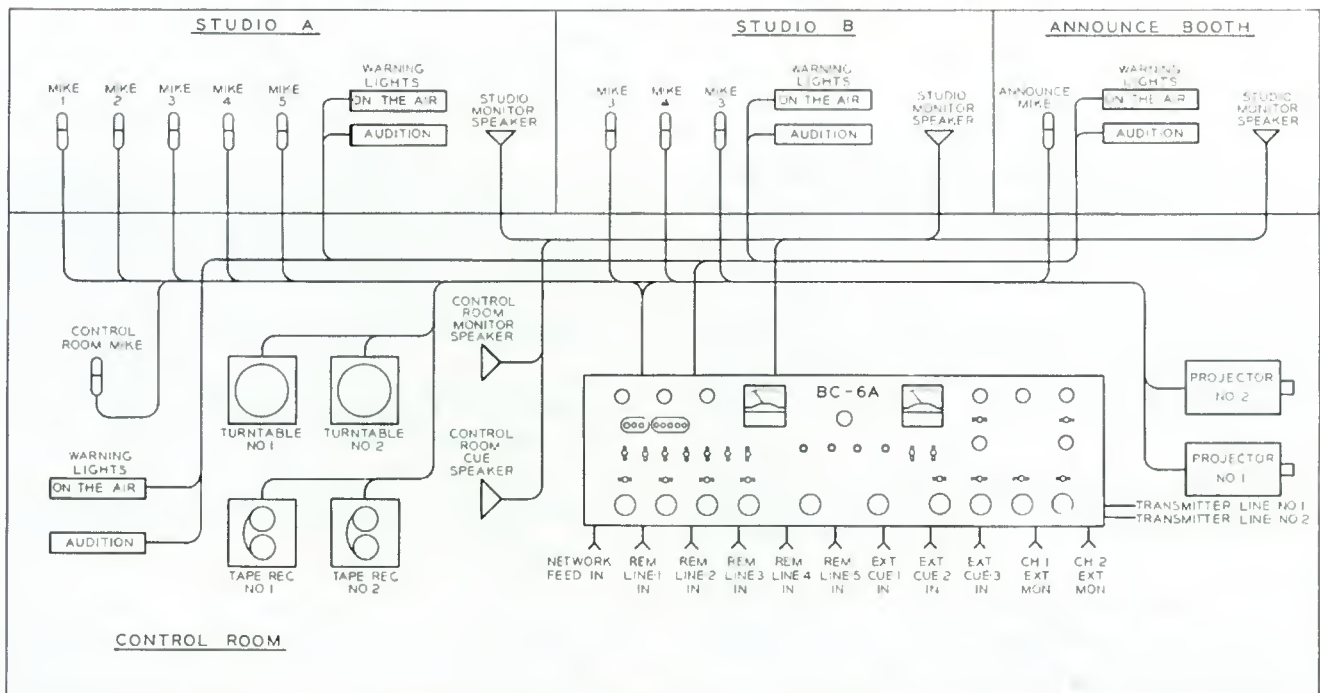 STUDIO A
MIKE
1
MIKE
2
MIKE
3
MIKE
4
MIKE
5
WARNING
LIGHTS
ON THE AIR
AUDITION
STUDIO
MONITOR
SPEAKER
STUDIO B
MIKE
3
MIKE
4
MIKE
3
WARNING
LIGHTS
ON THE AIR
AUDITION
STUDIO
MONITOR
SPEAKER
ANNOUNCE BOOTH
ANNOUNCE
MIKE
WARNING
LIGHTS
ON THE AIR
AUDITION
STUDIO
MONITOR
SPEAKER
CONTROL
ROOM MIKE
TURNTABLE
NO 1
TURNTABLE
NO 2
CONTROL
ROOM
MONITOR
SPEAKER
CONTROL
ROOM
CUE
SPEAKER
WARNING
LIGHTS
ON THE AIR
AUDITION
TAPE REC
NO 1
TAPE REC
NO 2
BC-6A
PROJECTOR
NO 2
PROJECTOR
NO 1
TRANSMITTER LINE NO 1
TRANSMITTER LINE NO 2
NETWORK
FEED IN
REM
LINE 1
IN
REM
LINE 2
IN
REM
LINE 3
IN
REM
LINE 4
IN
REM
LINE 5
IN
EXT
CUE 1
IN
EXT
CUE 2
IN
EXT
CUE 3
IN
CH 1
EXT
MON
CH 2
EXT
MON
CONTROL ROOM